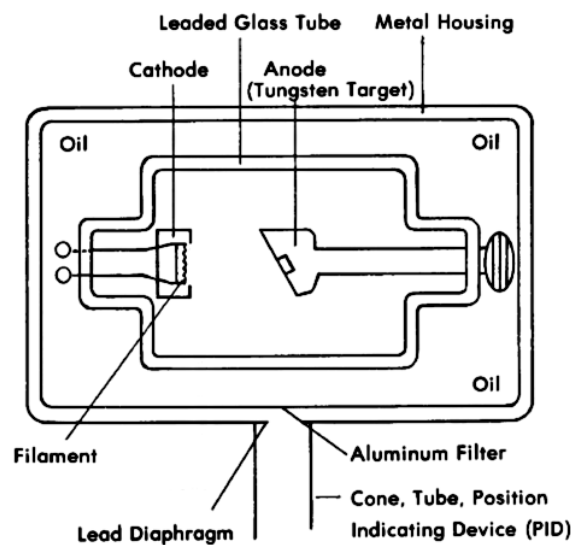 Leaded Glass Tube
Metal Housing
Cathode
Anode
(Tungsten Target)
Oil
Oil
Oil
Filament
Aluminum Filter
Cone, Tube, Position
Indicating Device (PID)
Lead Diaphragm